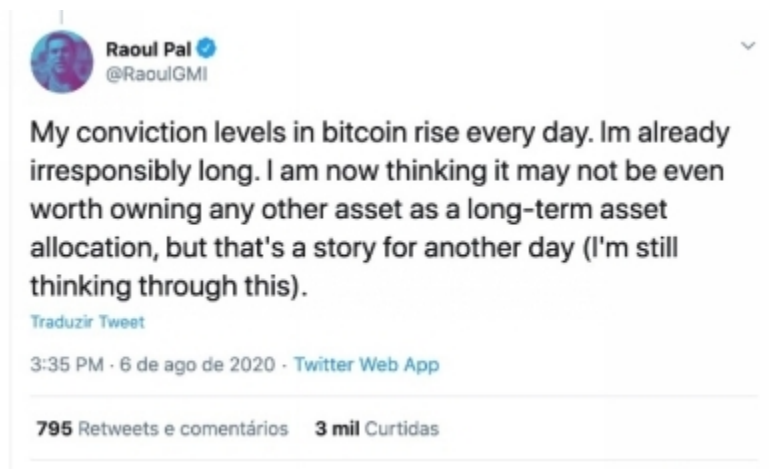 Raoul Pal
@RaoulGMI
My conviction levels in bitcoin rise every day. Im already
irresponsibly long. I am now thinking it may not be even
worth owning any other asset as a long-term asset
allocation, but that's a story for another day (I'm still
thinking through this).
Traduzir Tweet
3:35 PM · 6 de ago de 2020 · Twitter Web App
795 Retweets e comentários 3 mil Curtidas